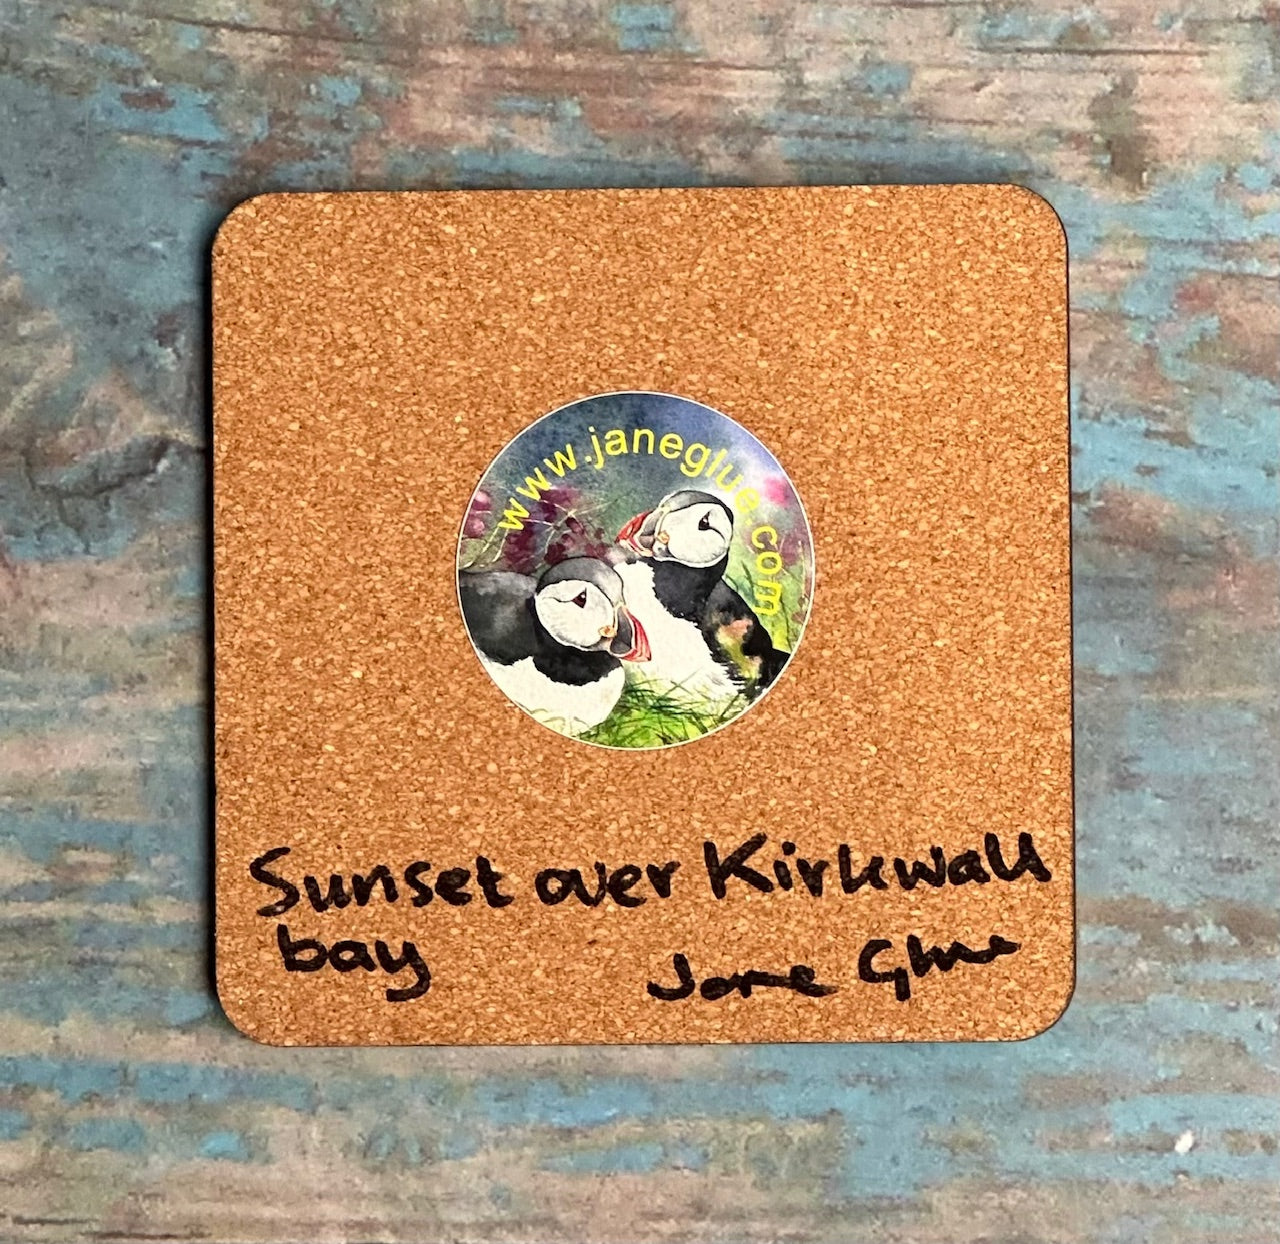 www.janeglue.com
Sunset over Kirkwall
bay
Jane Glue